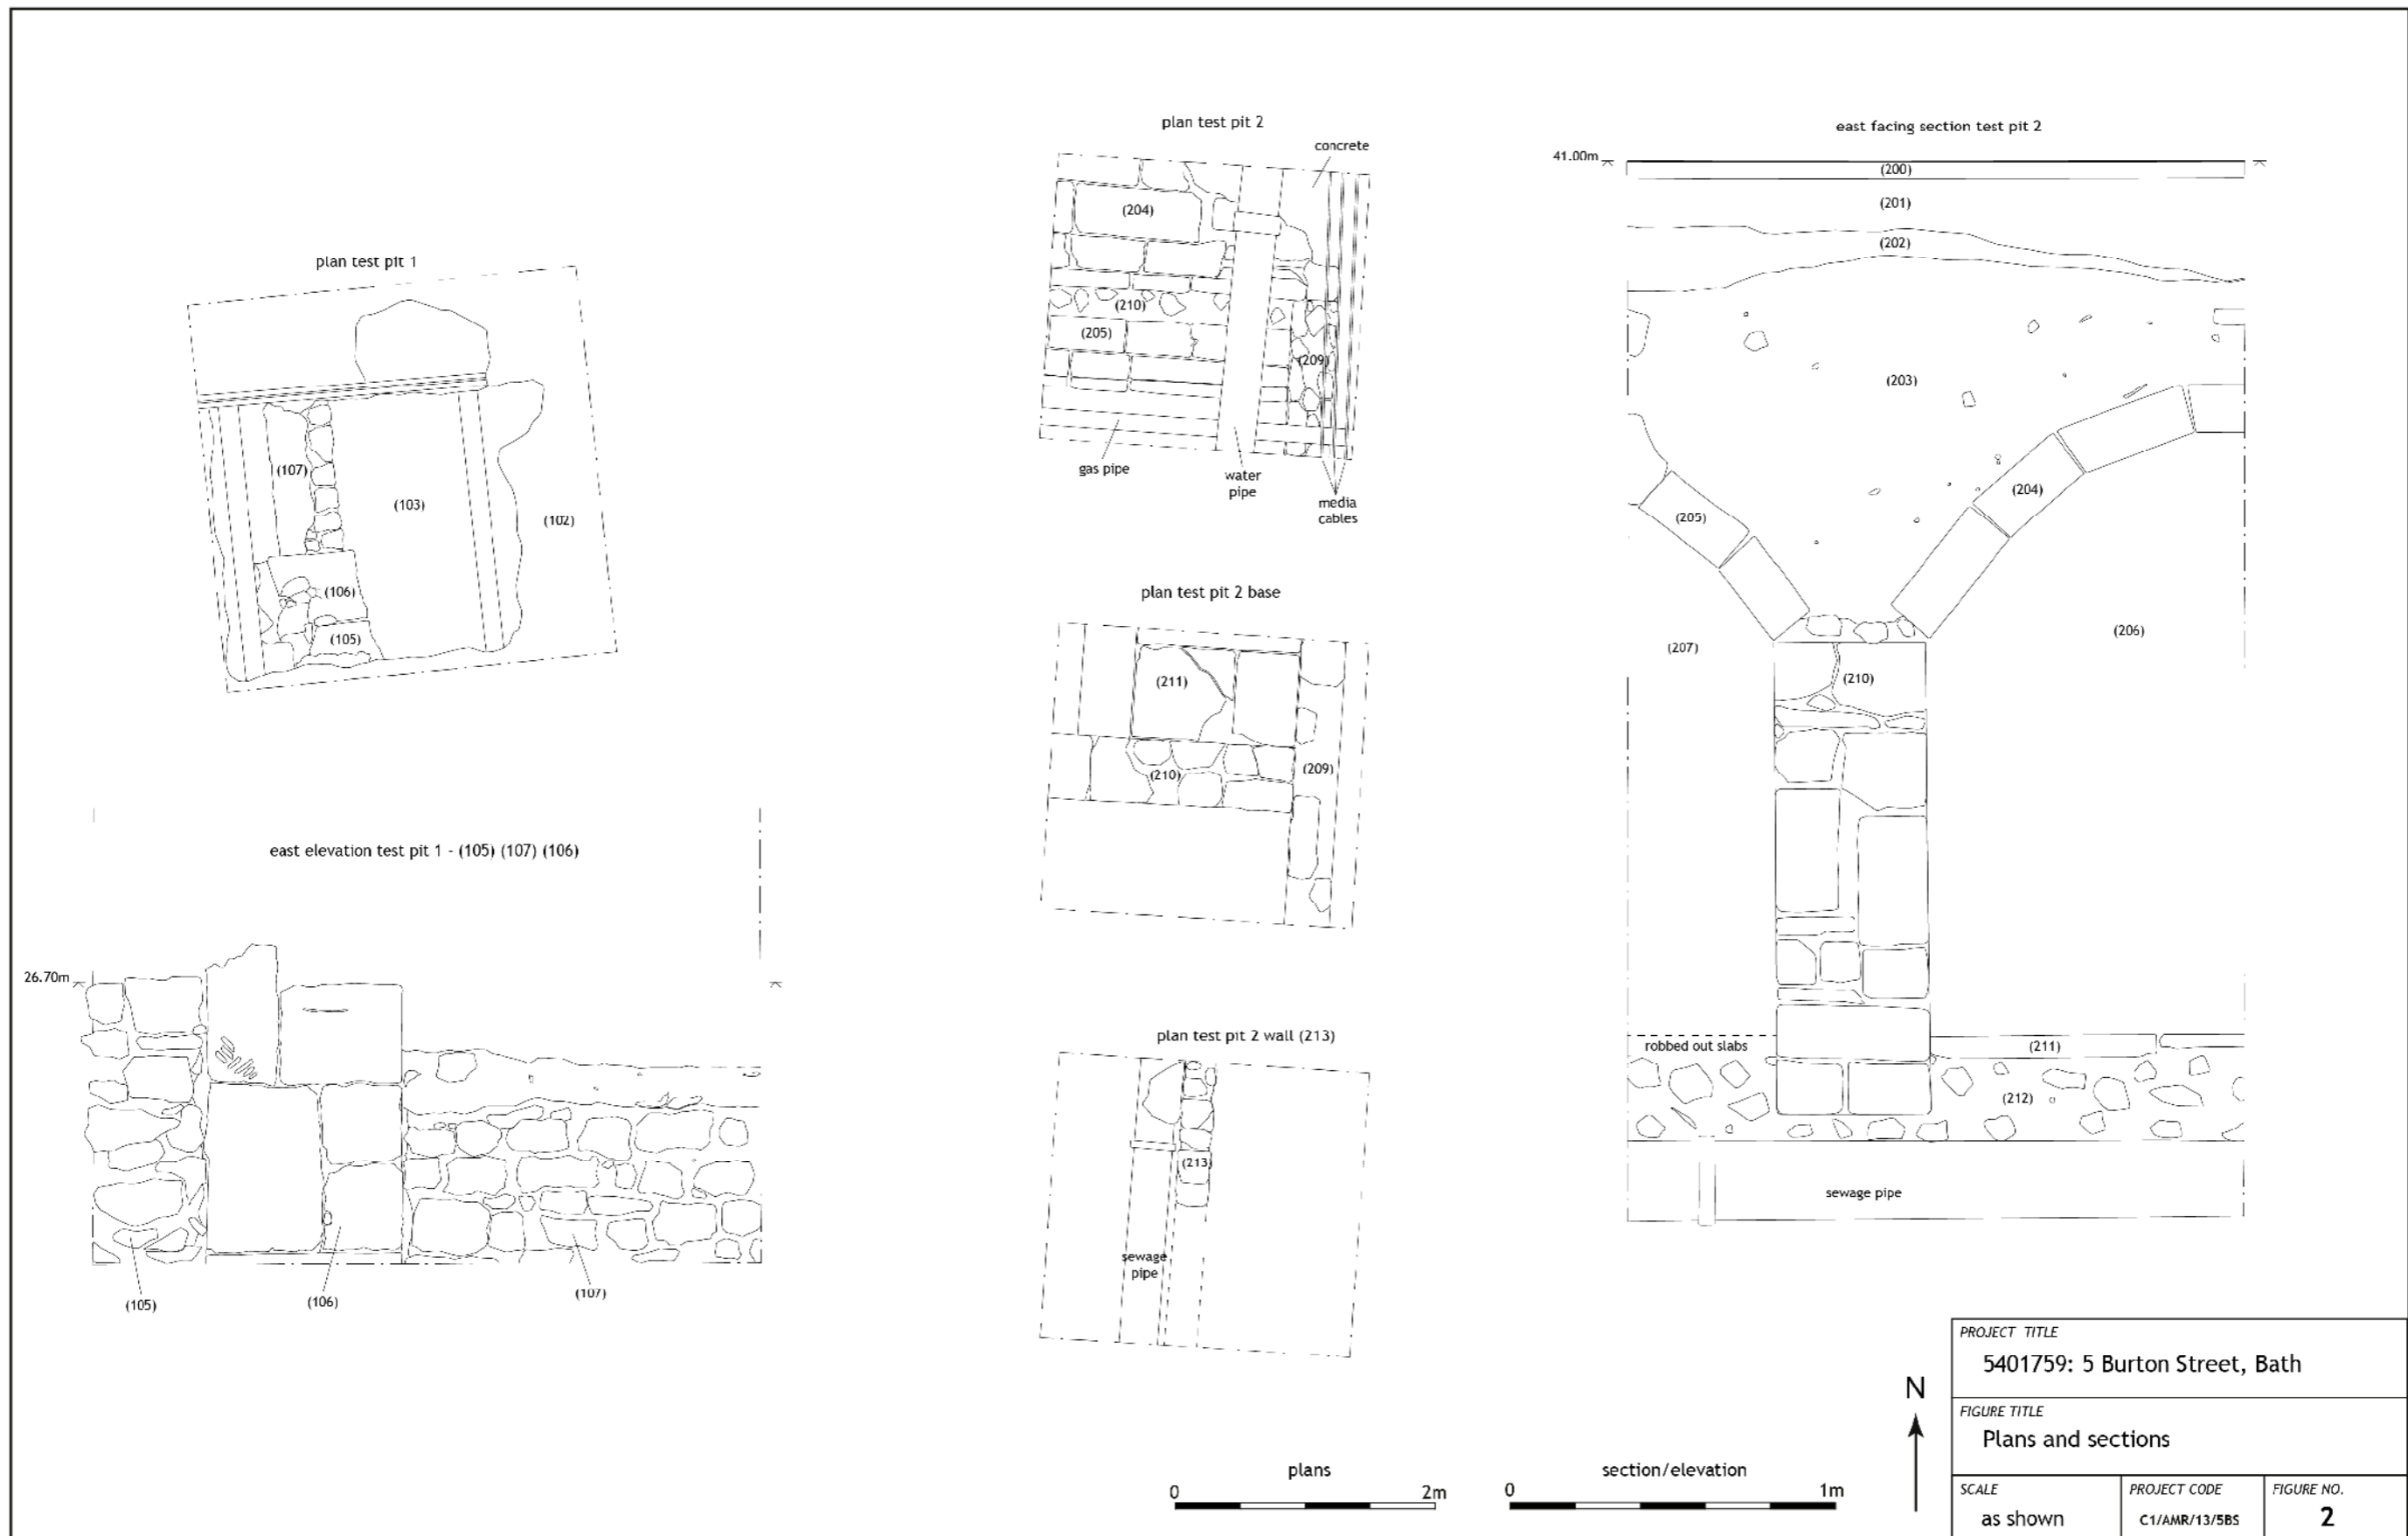 plan test pit 1
(107)
(103)
(102)
(106)
(105)
east elevation test pit 1 - (105) (107) (106)
26.70m
(105)
(106)
(107)
plan test pit 2
concrete
(204)
(210)
(205)
(209)
gas pipe
water
pipe
media
cables
plan test pit 2 base
(211)
(210)
(209)
plan test pit 2 wall (213)
(213)
sewage
pipe
east facing section test pit 2
41.00m
(200)
(201)
(202)
(203)
(204)
(205)
(206)
(207)
(210)
robbed out slabs
(211)
(212)
sewage pipe
plans
0 2m
section/elevation
0 1m
N
PROJECT TITLE
5401759: 5 Burton Street, Bath
FIGURE TITLE
Plans and sections
SCALE
as shown
PROJECT CODE
C1/AMR/13/5BS
FIGURE NO.
2